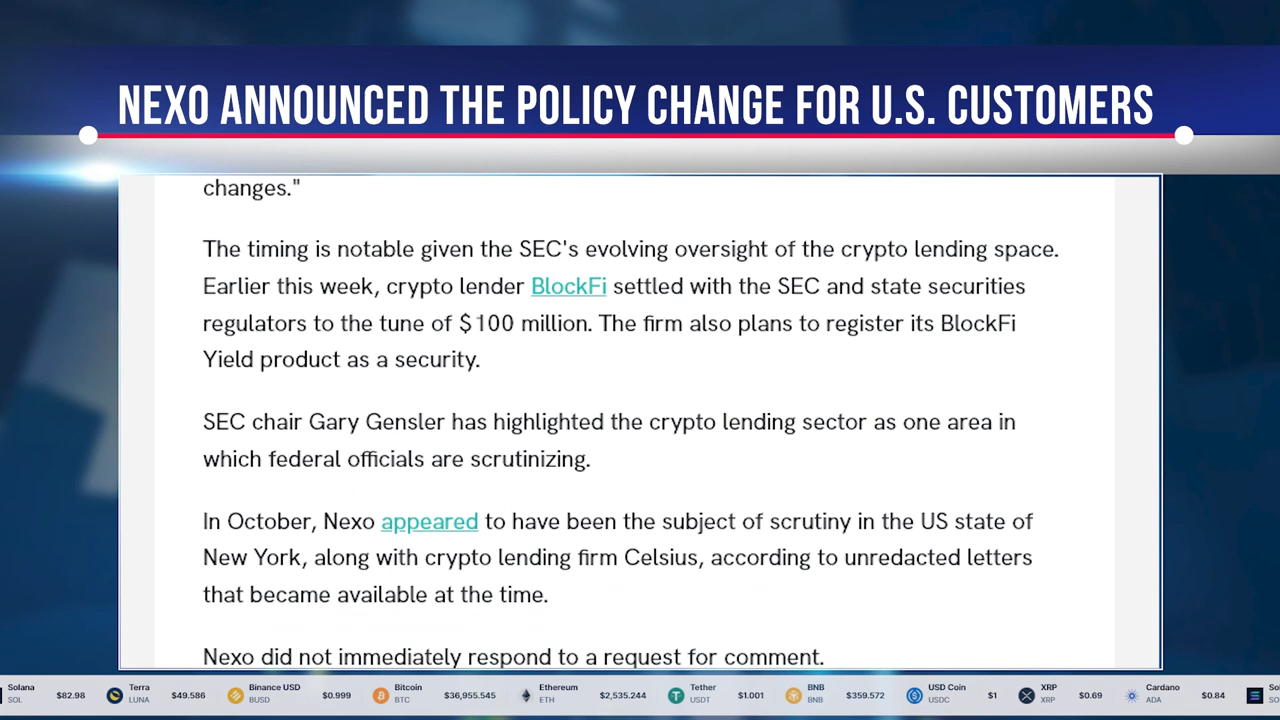 NEXO ANNOUNCED THE POLICY CHANGE FOR U.S. CUSTOMERS
changes."
The timing is notable given the SEC's evolving oversight of the crypto lending space.
Earlier this week, crypto lender BlockFi settled with the SEC and state securities
regulators to the tune of $100 million. The firm also plans to register its BlockFi
Yield product as a security.
SEC chair Gary Gensler has highlighted the crypto lending sector as one area in
which federal officials are scrutinizing.
In October, Nexo appeared to have been the subject of scrutiny in the US state of
New York, along with crypto lending firm Celsius, according to unredacted letters
that became available at the time.
Nexo did not immediately respond to a request for comment.
Solana $82.98 Terra $49.586 Binance USD $0.999 Bitcoin $36,955.545 Ethereum $2,535.244 Tether $1.001 BNB $359.572 USD Coin $1 XRP $0.69 Cardano $0.84 So
SOL LUNA BUSD BTC ETH USDT BNB USDC XRP ADA SO